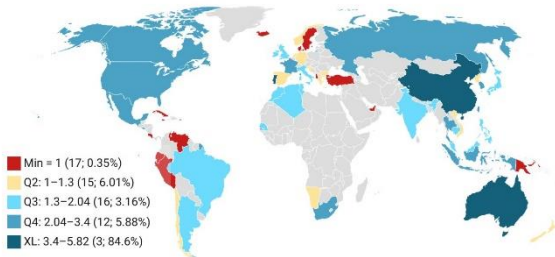 Min = 1 (17; 0.35%)
Q2: 1–1.3 (15; 6.01%)
Q3: 1.3–2.04 (16; 3.16%)
Q4: 2.04–3.4 (12; 5.88%)
XL: 3.4–5.82 (3; 84.6%)